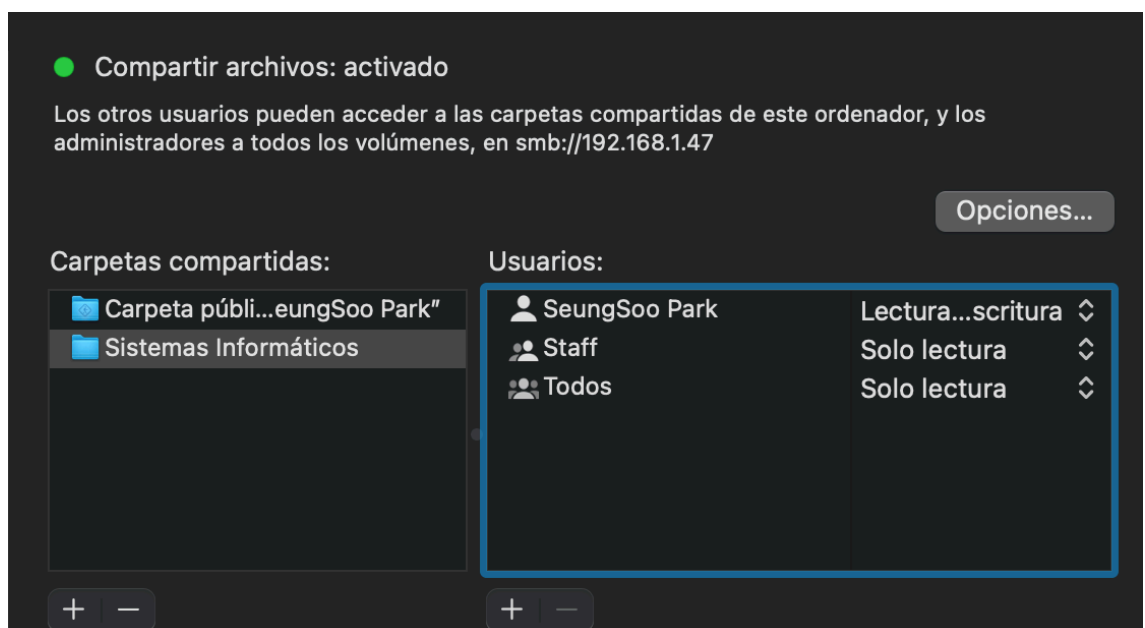 Compartir archivos: activado
Los otros usuarios pueden acceder a las carpetas compartidas de este ordenador, y los
administradores a todos los volúmenes, en smb://192.168.1.47
Opciones...
Carpetas compartidas:
Carpeta públi...eungSoo Park”
Sistemas Informáticos
Usuarios:
SeungSoo Park Lectura...scritura
Staff Solo lectura
Todos Solo lectura